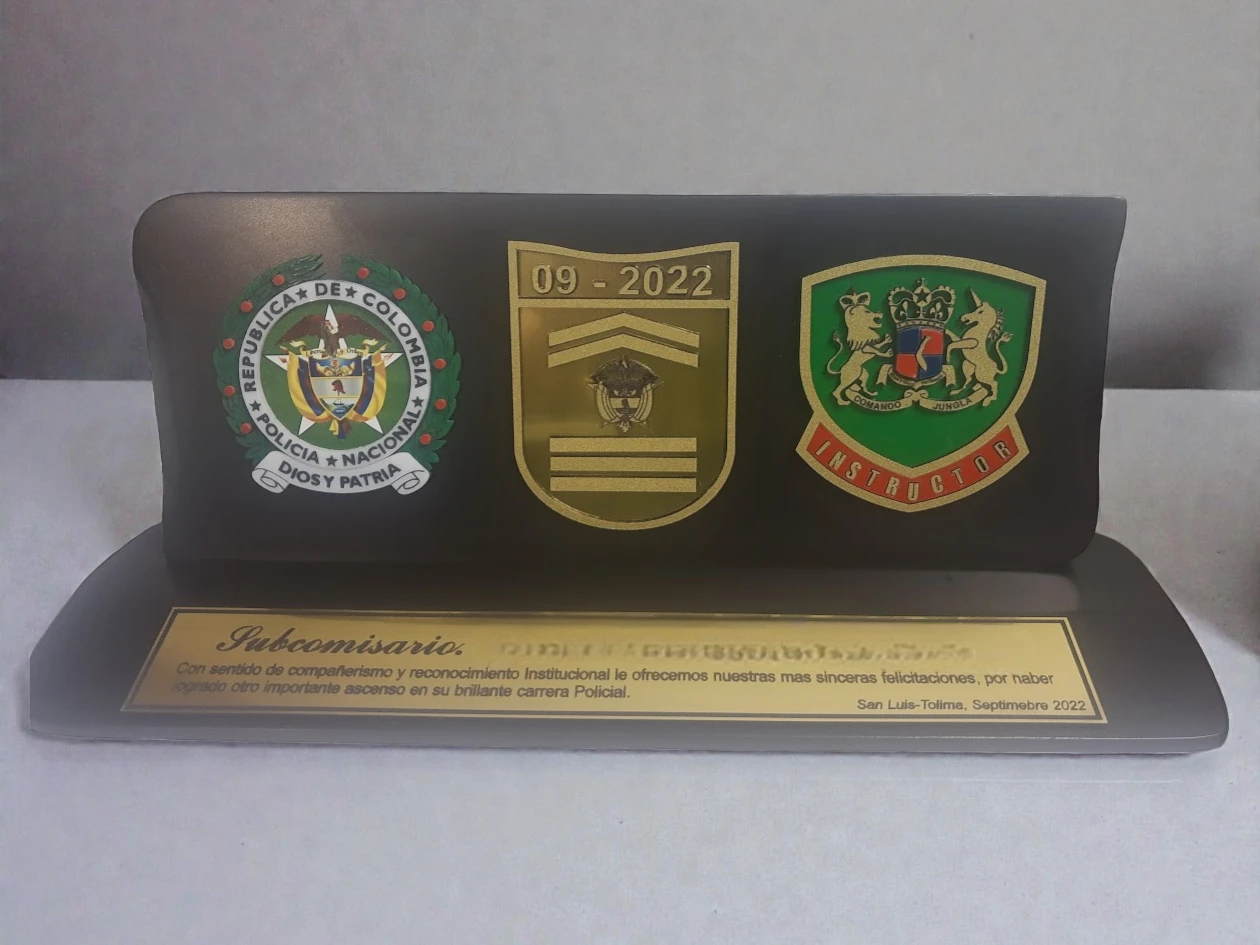 REPUBLICA ★ DE ★ COLOMBIA
★ POLICIA ★ NACIONAL ★
DIOS Y PATRIA
09 - 2022
COMANDO JUNGLA
INSTRUCTOR
Subcomisario.
Con sentido de compañerismo y reconocimiento Institucional le ofrecemos nuestras mas sinceras felicitaciones, por haber
logrado otro importante ascenso en su brillante carrera Policial.
San Luis-Tolima, Septimebre 2022